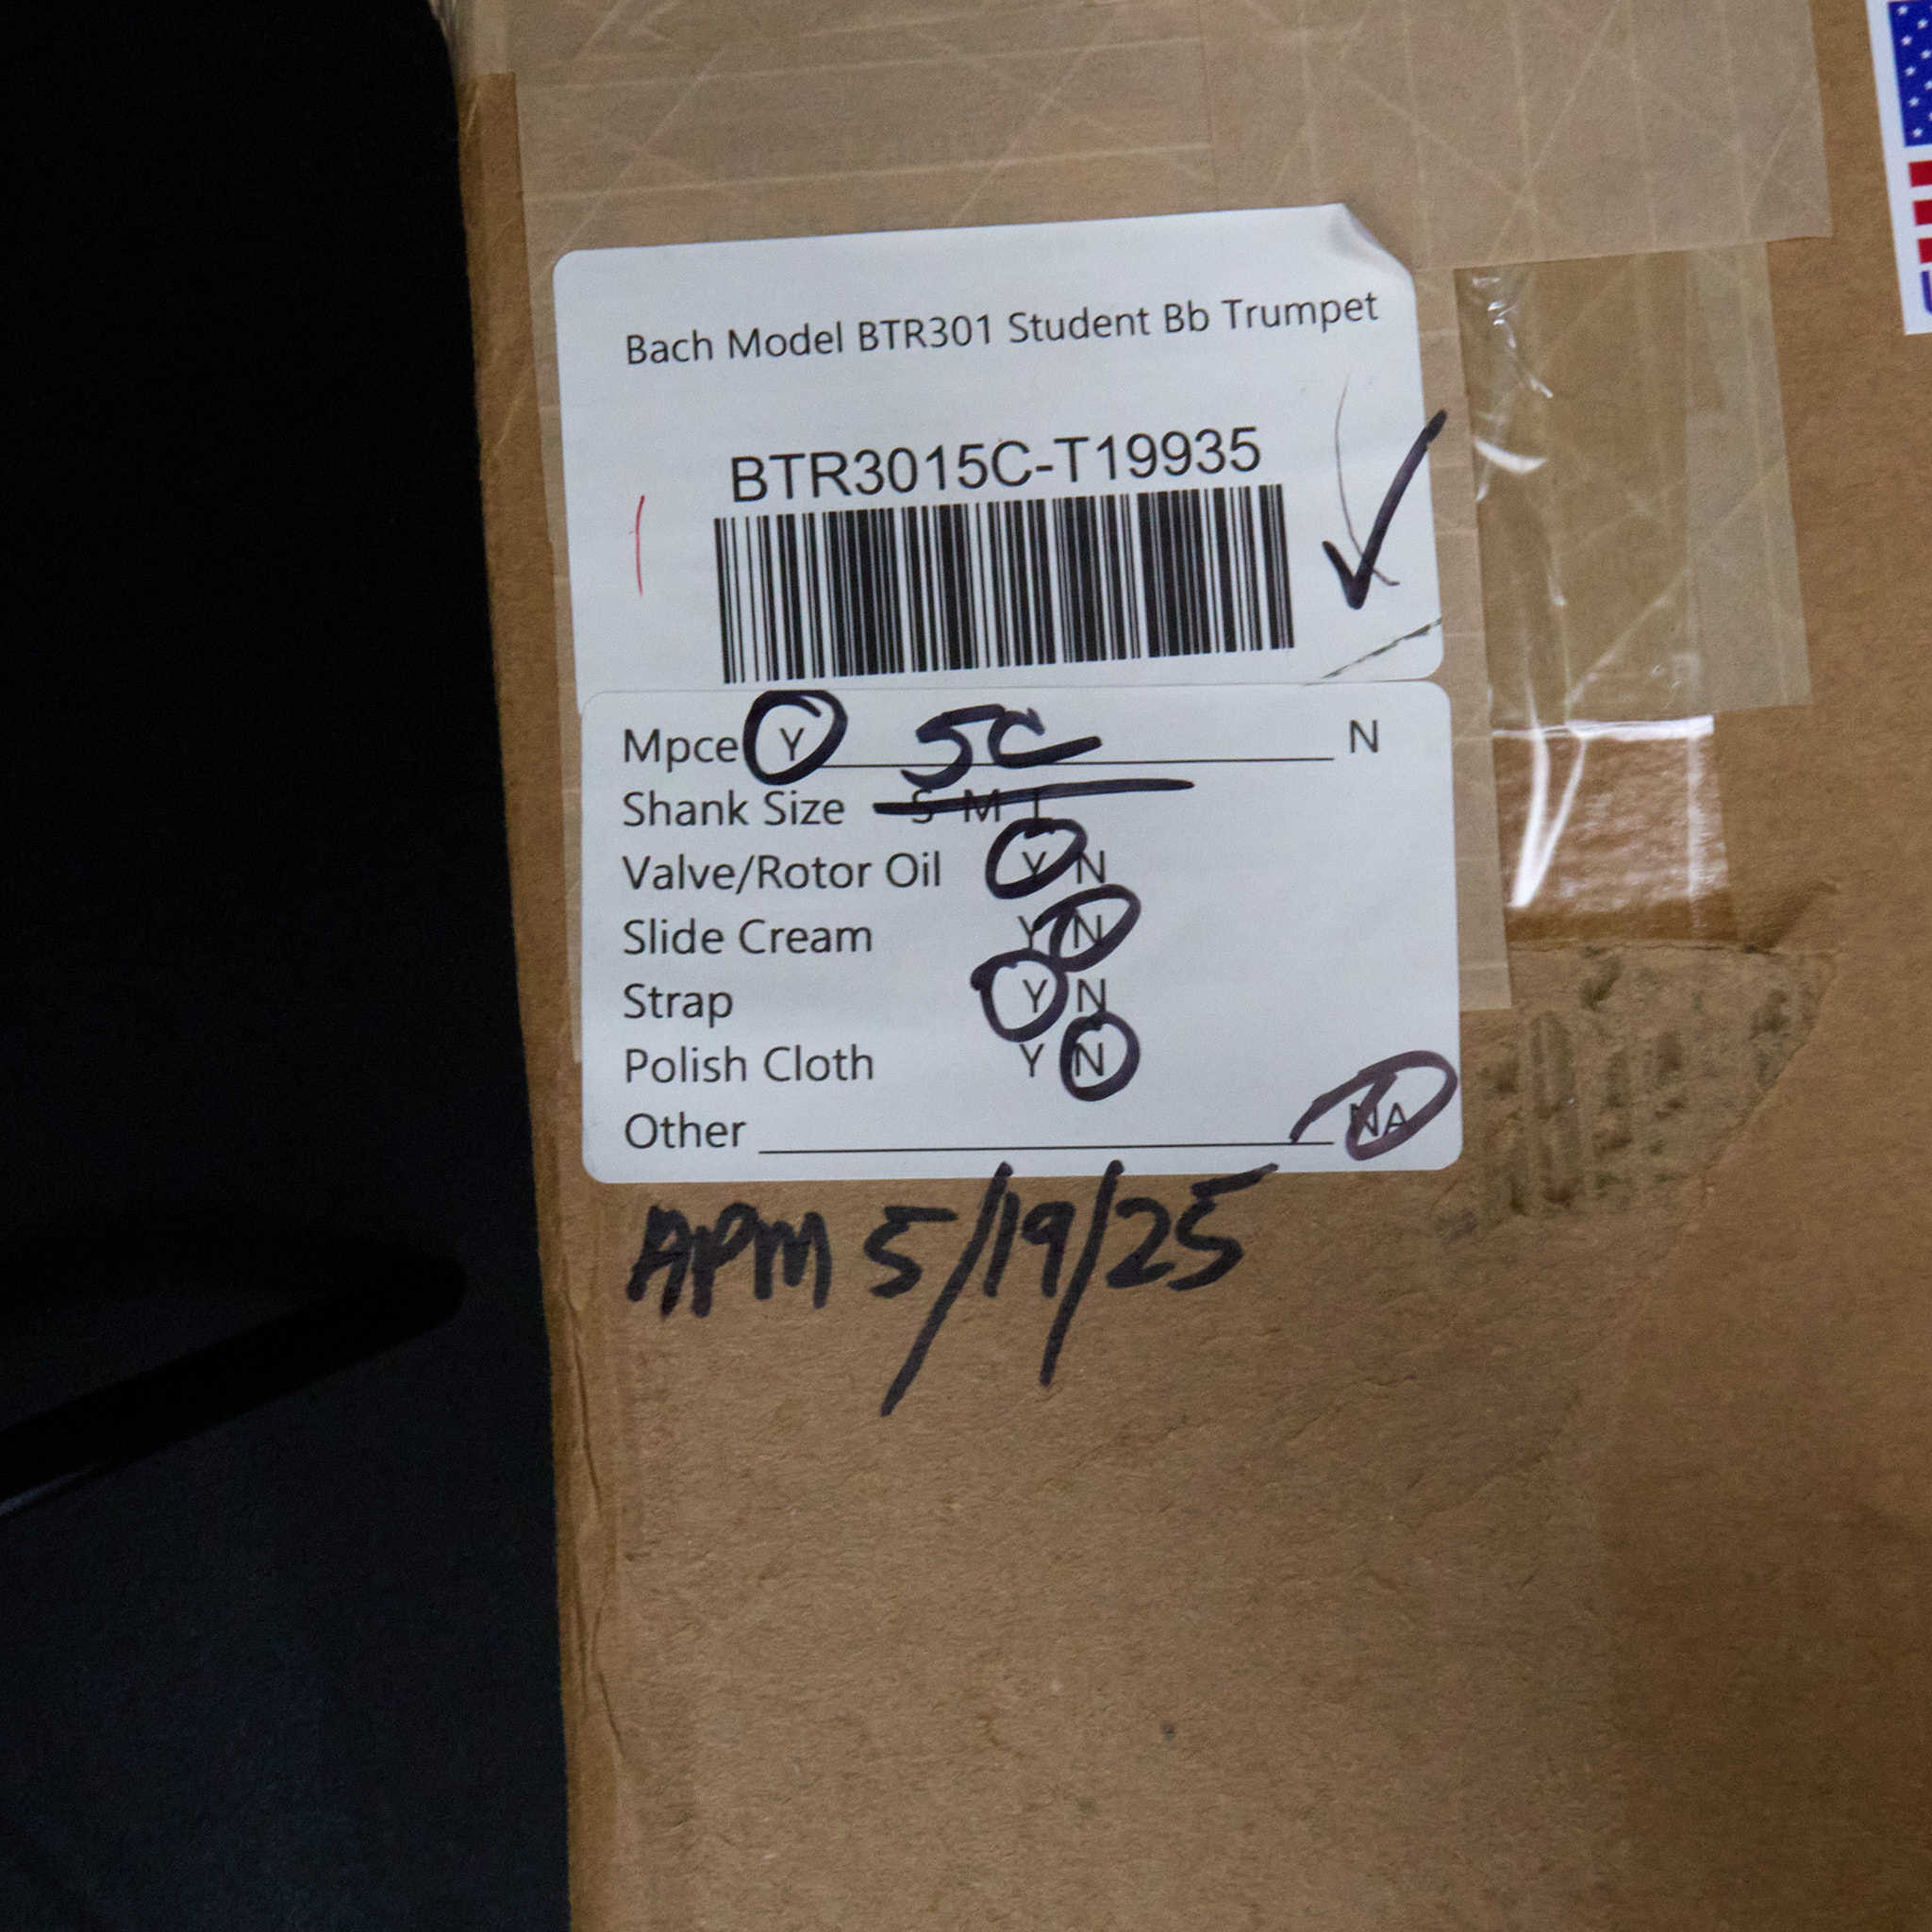 Bach Model BTR301 Student Bb Trumpet
BTR3015C-T19935
Mpce Y 5C N
Shank Size S M L
Valve/Rotor Oil Y N
Slide Cream Y N
Strap Y N
Polish Cloth Y N
Other NA
APM 5/19/25